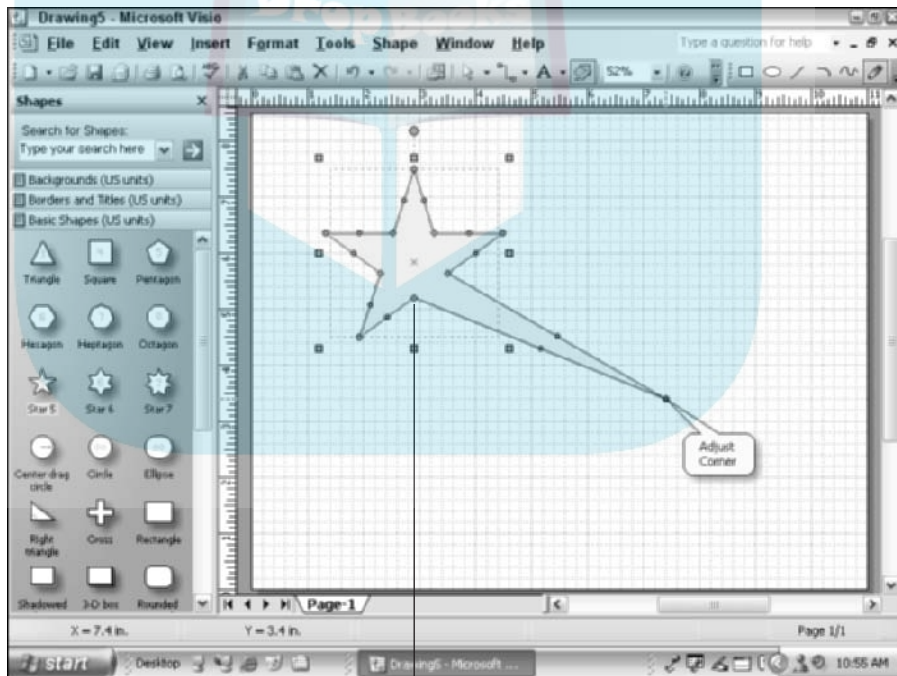 Drawing5 - Microsoft Visio
File Edit View Insert Format Tools Shape Window Help Type a question for help
A 52%
Shapes
Search for Shapes:
Type your search here
Backgrounds (US units)
Borders and Titles (US units)
Basic Shapes (US units)
Triangle Square Pentagon
Hexagon Heptagon Octagon
Star 5 Star 6 Star 7
Center drag circle Circle Ellipse
Right triangle Cross Rectangle
Shadowed 3-D box Rounded
DropBooks
Adjust
Corner
Page-1
X = 7.4 in. Y = 3.4 in. Page 1/1
start Desktop Drawing5 - Microsoft ... 10:55 AM